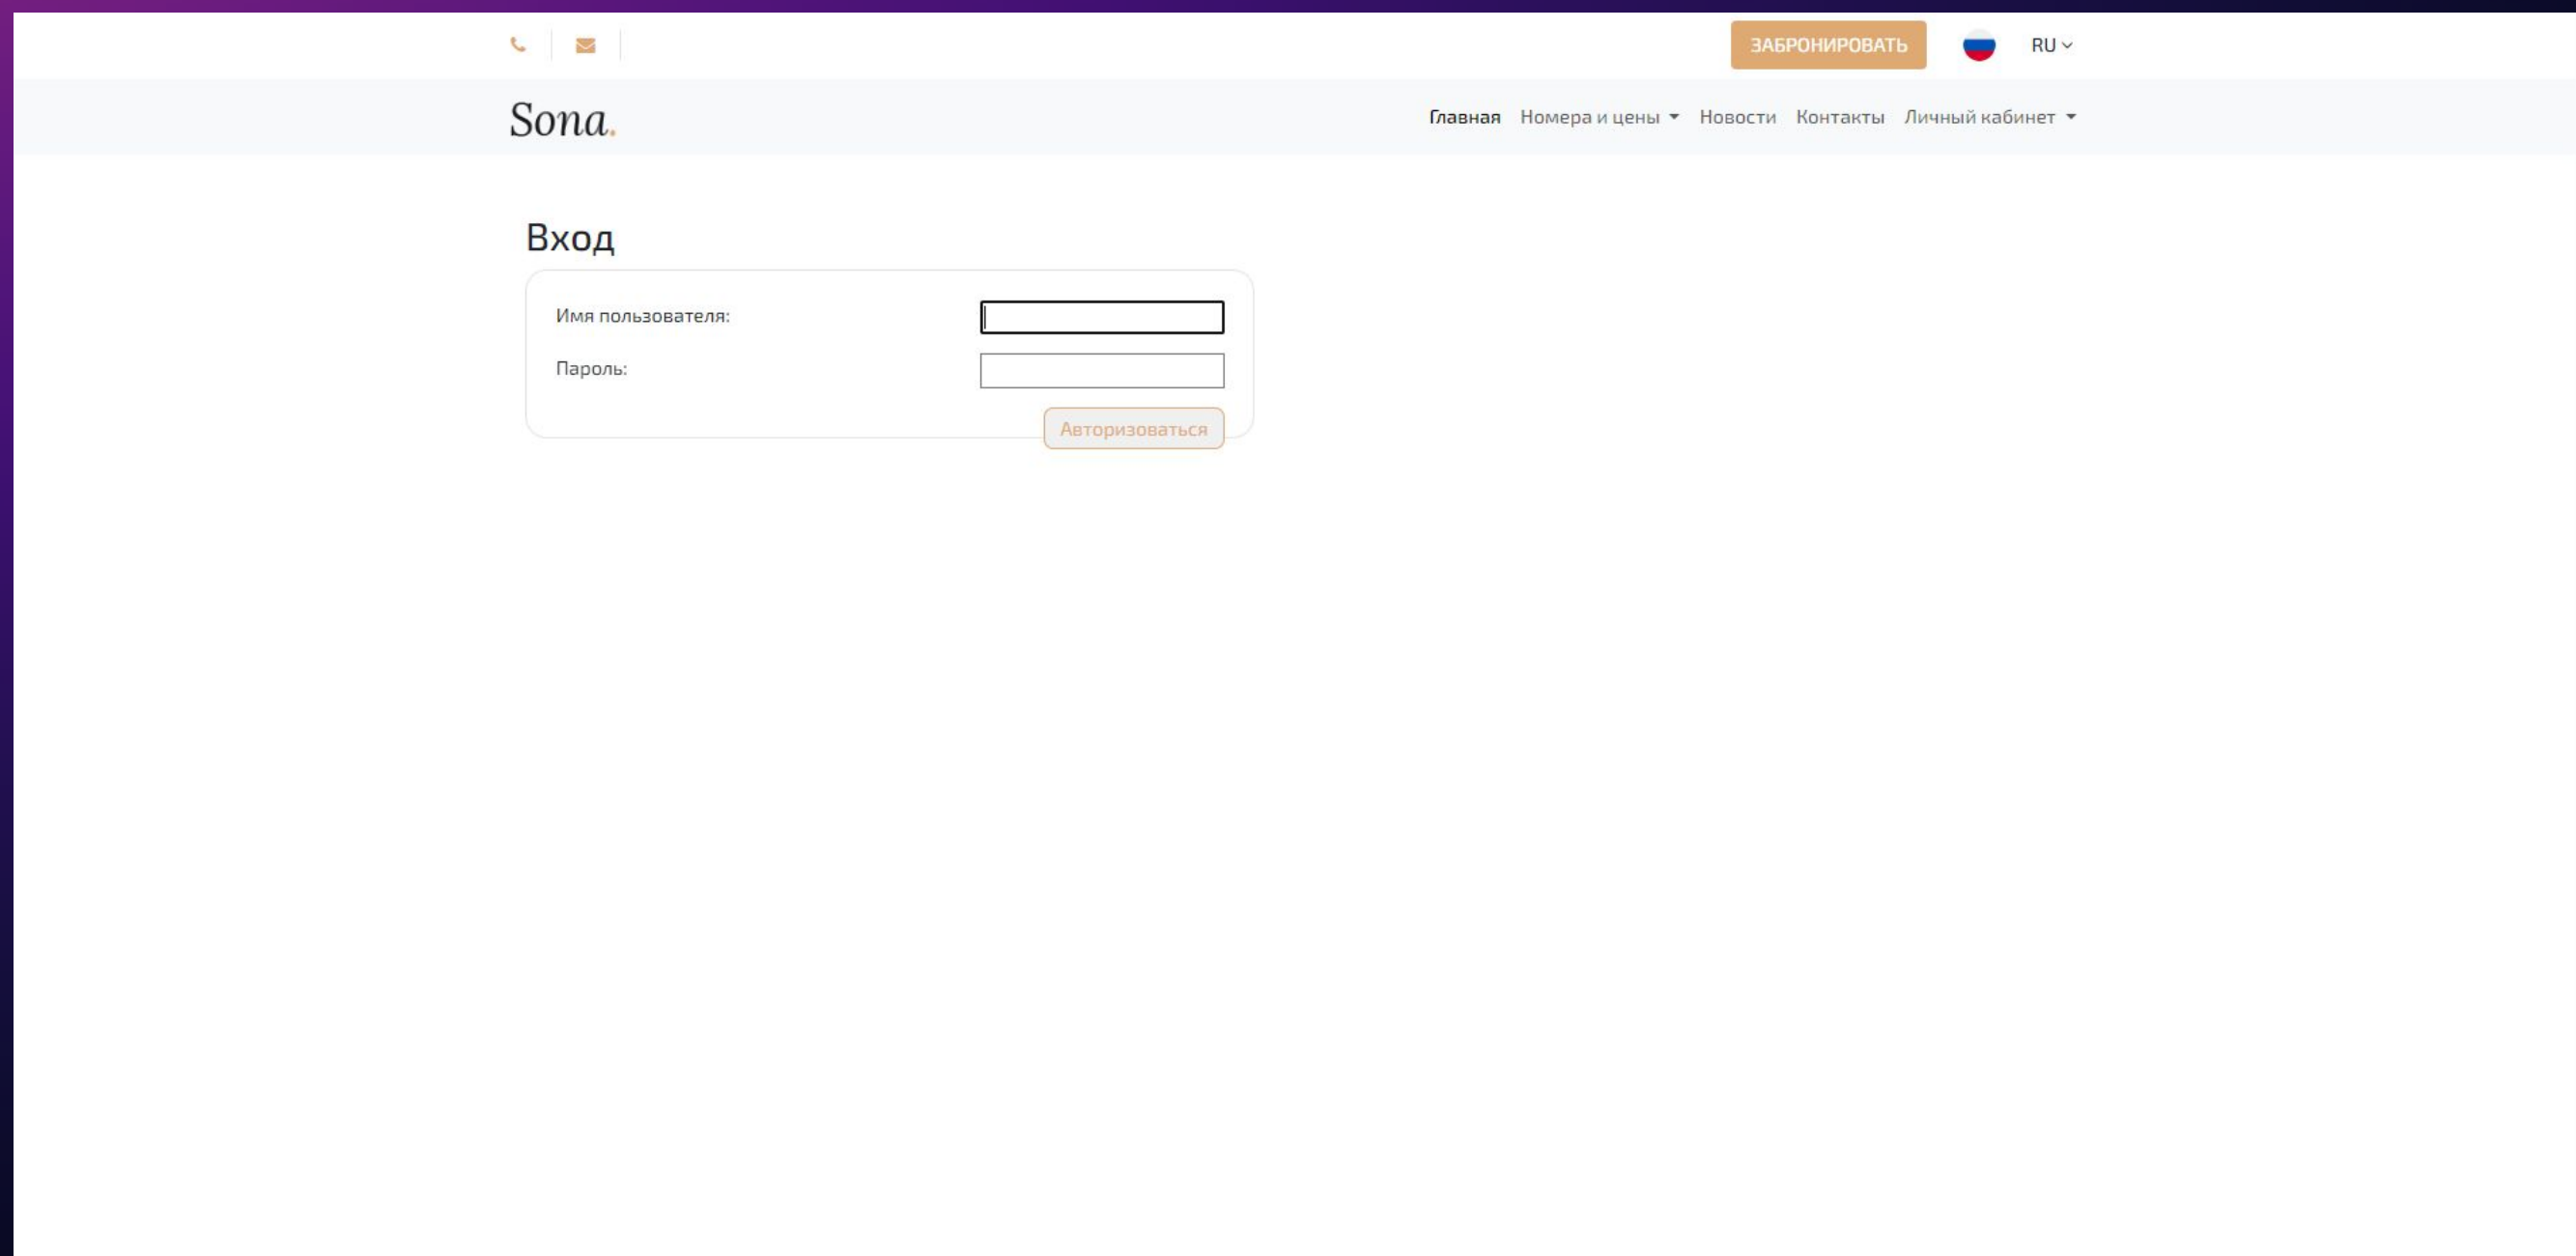 ЗАБРОНИРОВАТЬ RU
Sona.
Главная Номера и цены Новости Контакты Личный кабинет
Вход
Имя пользователя:
Пароль:
Авторизоваться